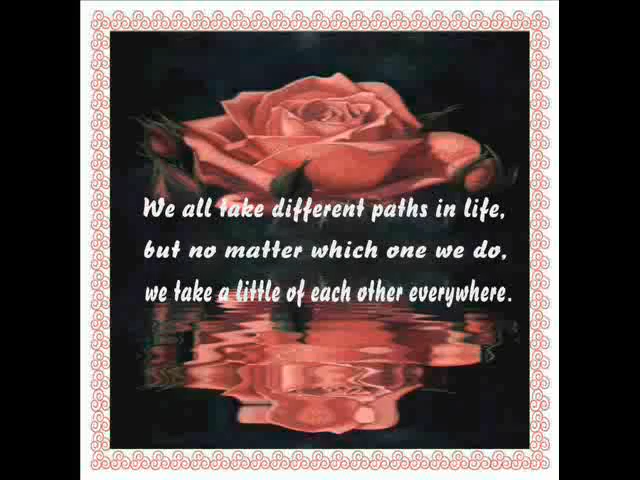 We all take different paths in life,
but no matter which one we do,
we take a little of each other everywhere.